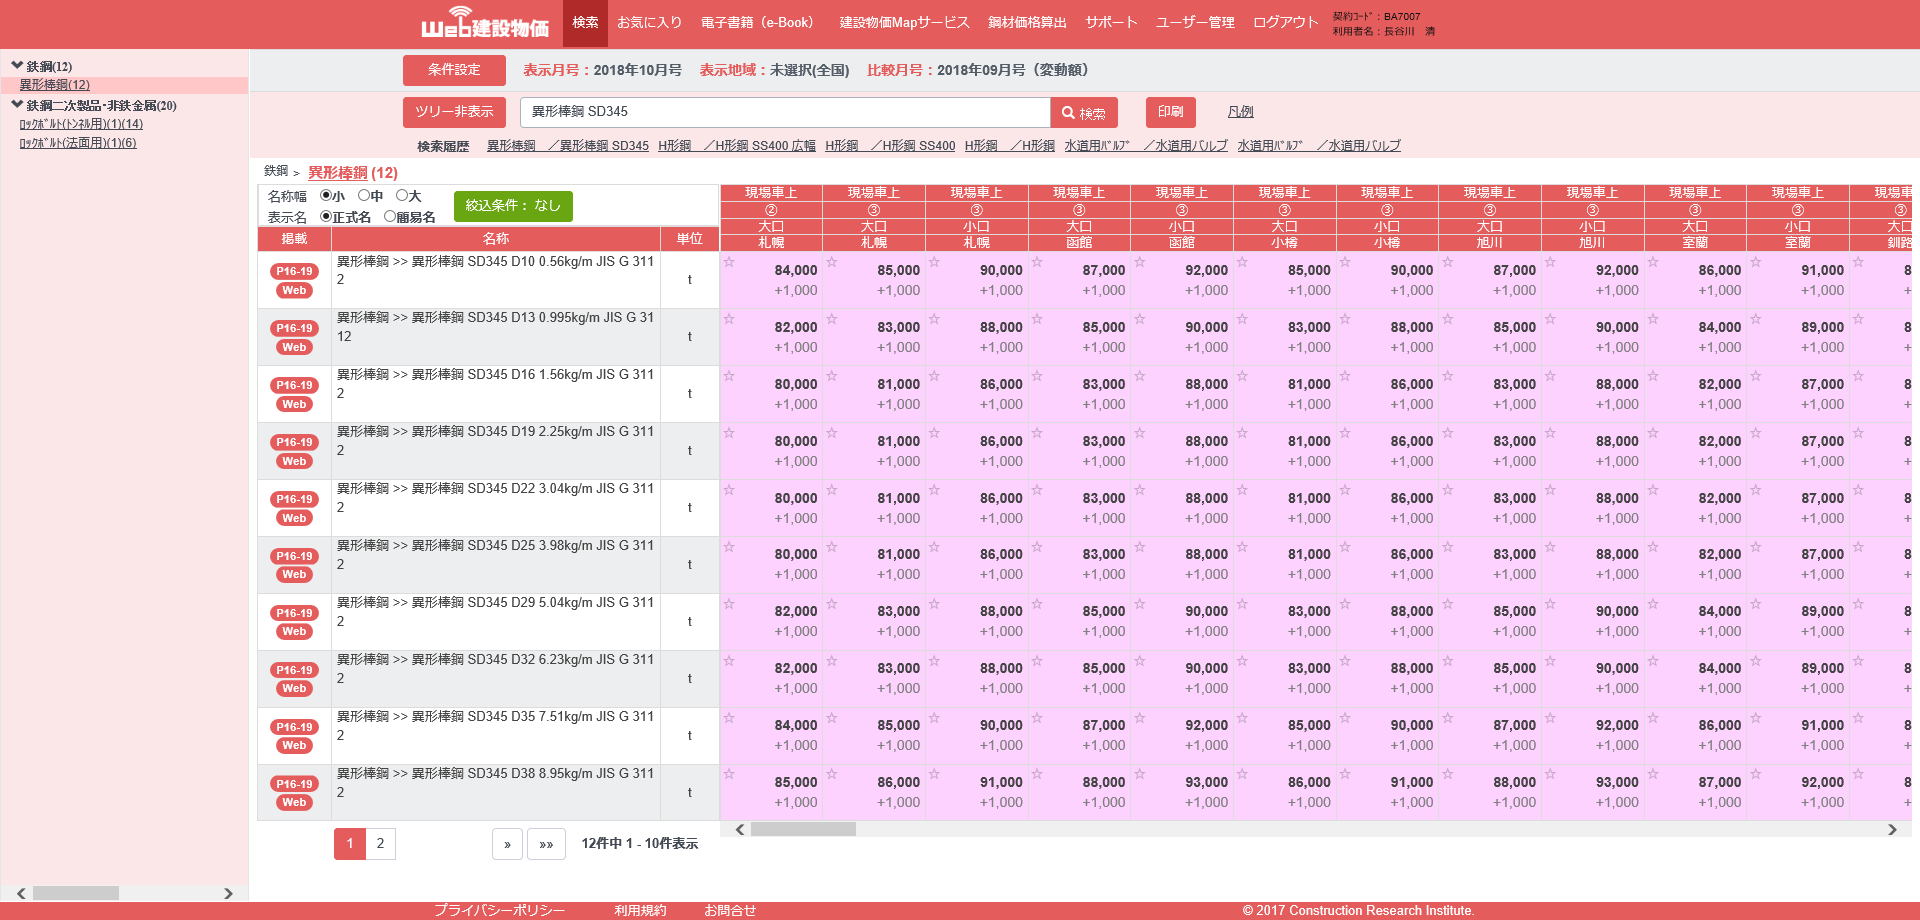 Web建設物価 検索 お気に入り 電子書籍（e-Book） 建設物価Mapサービス 鋼材価格算出 サポート ユーザー管理 ログアウト 契約ｺｰﾄﾞ：BA7007
利用者名：長谷川　清
鉄鋼(12)
異形棒鋼(12)
鉄鋼二次製品･非鉄金属(20)
ﾛｯｸﾎﾞﾙﾄ(ﾄﾝﾈﾙ用)(1)(14)
ﾛｯｸﾎﾞﾙﾄ(法面用)(1)(6)
条件設定 表示月号：2018年10月号 表示地域：未選択(全国) 比較月号：2018年09月号（変動額）
ツリー非表示 異形棒鋼 SD345 検索 印刷 凡例
検索履歴 異形棒鋼　／異形棒鋼 SD345 H形鋼　／H形鋼 SS400 広幅 H形鋼　／H形鋼 SS400 H形鋼　／H形鋼 水道用ﾊﾞﾙﾌﾞ　／水道用バルブ 水道用ﾊﾞﾙﾌﾞ　／水道用バルブ
鉄鋼 > 異形棒鋼 (12)
名称幅 小 中 大
表示名 正式名 簡易名
絞込条件： なし
現場車上 現場車上 現場車上 現場車上 現場車上 現場車上 現場車上 現場車上 現場車上 現場車上 現場車上 現場車
② ③ ③ ③ ③ ③ ③ ③ ③ ③ ③ ③
大口 大口 小口 大口 小口 大口 小口 大口 小口 大口 小口 大口
掲載 名称 単位 札幌 札幌 札幌 函館 函館 小樽 小樽 旭川 旭川 室蘭 室蘭 釧路
P16-19 Web 異形棒鋼 >> 異形棒鋼 SD345 D10 0.56kg/m JIS G 311
2 t ☆ 84,000 ☆ 85,000 ☆ 90,000 ☆ 87,000 ☆ 92,000 ☆ 85,000 ☆ 90,000 ☆ 87,000 ☆ 92,000 ☆ 86,000 ☆ 91,000 ☆ 8
+1,000 +1,000 +1,000 +1,000 +1,000 +1,000 +1,000 +1,000 +1,000 +1,000 +1,000 +
P16-19 Web 異形棒鋼 >> 異形棒鋼 SD345 D13 0.995kg/m JIS G 31
12 t ☆ 82,000 ☆ 83,000 ☆ 88,000 ☆ 85,000 ☆ 90,000 ☆ 83,000 ☆ 88,000 ☆ 85,000 ☆ 90,000 ☆ 84,000 ☆ 89,000 ☆ 8
+1,000 +1,000 +1,000 +1,000 +1,000 +1,000 +1,000 +1,000 +1,000 +1,000 +1,000 +
P16-19 Web 異形棒鋼 >> 異形棒鋼 SD345 D16 1.56kg/m JIS G 311
2 t ☆ 80,000 ☆ 81,000 ☆ 86,000 ☆ 83,000 ☆ 88,000 ☆ 81,000 ☆ 86,000 ☆ 83,000 ☆ 88,000 ☆ 82,000 ☆ 87,000 ☆ 8
+1,000 +1,000 +1,000 +1,000 +1,000 +1,000 +1,000 +1,000 +1,000 +1,000 +1,000 +
P16-19 Web 異形棒鋼 >> 異形棒鋼 SD345 D19 2.25kg/m JIS G 311
2 t ☆ 80,000 ☆ 81,000 ☆ 86,000 ☆ 83,000 ☆ 88,000 ☆ 81,000 ☆ 86,000 ☆ 83,000 ☆ 88,000 ☆ 82,000 ☆ 87,000 ☆ 8
+1,000 +1,000 +1,000 +1,000 +1,000 +1,000 +1,000 +1,000 +1,000 +1,000 +1,000 +
P16-19 Web 異形棒鋼 >> 異形棒鋼 SD345 D22 3.04kg/m JIS G 311
2 t ☆ 80,000 ☆ 81,000 ☆ 86,000 ☆ 83,000 ☆ 88,000 ☆ 81,000 ☆ 86,000 ☆ 83,000 ☆ 88,000 ☆ 82,000 ☆ 87,000 ☆ 8
+1,000 +1,000 +1,000 +1,000 +1,000 +1,000 +1,000 +1,000 +1,000 +1,000 +1,000 +
P16-19 Web 異形棒鋼 >> 異形棒鋼 SD345 D25 3.98kg/m JIS G 311
2 t ☆ 80,000 ☆ 81,000 ☆ 86,000 ☆ 83,000 ☆ 88,000 ☆ 81,000 ☆ 86,000 ☆ 83,000 ☆ 88,000 ☆ 82,000 ☆ 87,000 ☆ 8
+1,000 +1,000 +1,000 +1,000 +1,000 +1,000 +1,000 +1,000 +1,000 +1,000 +1,000 +
P16-19 Web 異形棒鋼 >> 異形棒鋼 SD345 D29 5.04kg/m JIS G 311
2 t ☆ 82,000 ☆ 83,000 ☆ 88,000 ☆ 85,000 ☆ 90,000 ☆ 83,000 ☆ 88,000 ☆ 85,000 ☆ 90,000 ☆ 84,000 ☆ 89,000 ☆ 8
+1,000 +1,000 +1,000 +1,000 +1,000 +1,000 +1,000 +1,000 +1,000 +1,000 +1,000 +
P16-19 Web 異形棒鋼 >> 異形棒鋼 SD345 D32 6.23kg/m JIS G 311
2 t ☆ 82,000 ☆ 83,000 ☆ 88,000 ☆ 85,000 ☆ 90,000 ☆ 83,000 ☆ 88,000 ☆ 85,000 ☆ 90,000 ☆ 84,000 ☆ 89,000 ☆ 8
+1,000 +1,000 +1,000 +1,000 +1,000 +1,000 +1,000 +1,000 +1,000 +1,000 +1,000 +
P16-19 Web 異形棒鋼 >> 異形棒鋼 SD345 D35 7.51kg/m JIS G 311
2 t ☆ 84,000 ☆ 85,000 ☆ 90,000 ☆ 87,000 ☆ 92,000 ☆ 85,000 ☆ 90,000 ☆ 87,000 ☆ 92,000 ☆ 86,000 ☆ 91,000 ☆ 8
+1,000 +1,000 +1,000 +1,000 +1,000 +1,000 +1,000 +1,000 +1,000 +1,000 +1,000 +
P16-19 Web 異形棒鋼 >> 異形棒鋼 SD345 D38 8.95kg/m JIS G 311
2 t ☆ 85,000 ☆ 86,000 ☆ 91,000 ☆ 88,000 ☆ 93,000 ☆ 86,000 ☆ 91,000 ☆ 88,000 ☆ 93,000 ☆ 87,000 ☆ 92,000 ☆ 8
+1,000 +1,000 +1,000 +1,000 +1,000 +1,000 +1,000 +1,000 +1,000 +1,000 +1,000 +
1 2 » »» 12件中 1 - 10件表示
プライバシーポリシー 利用規約 お問合せ © 2017 Construction Research Institute.